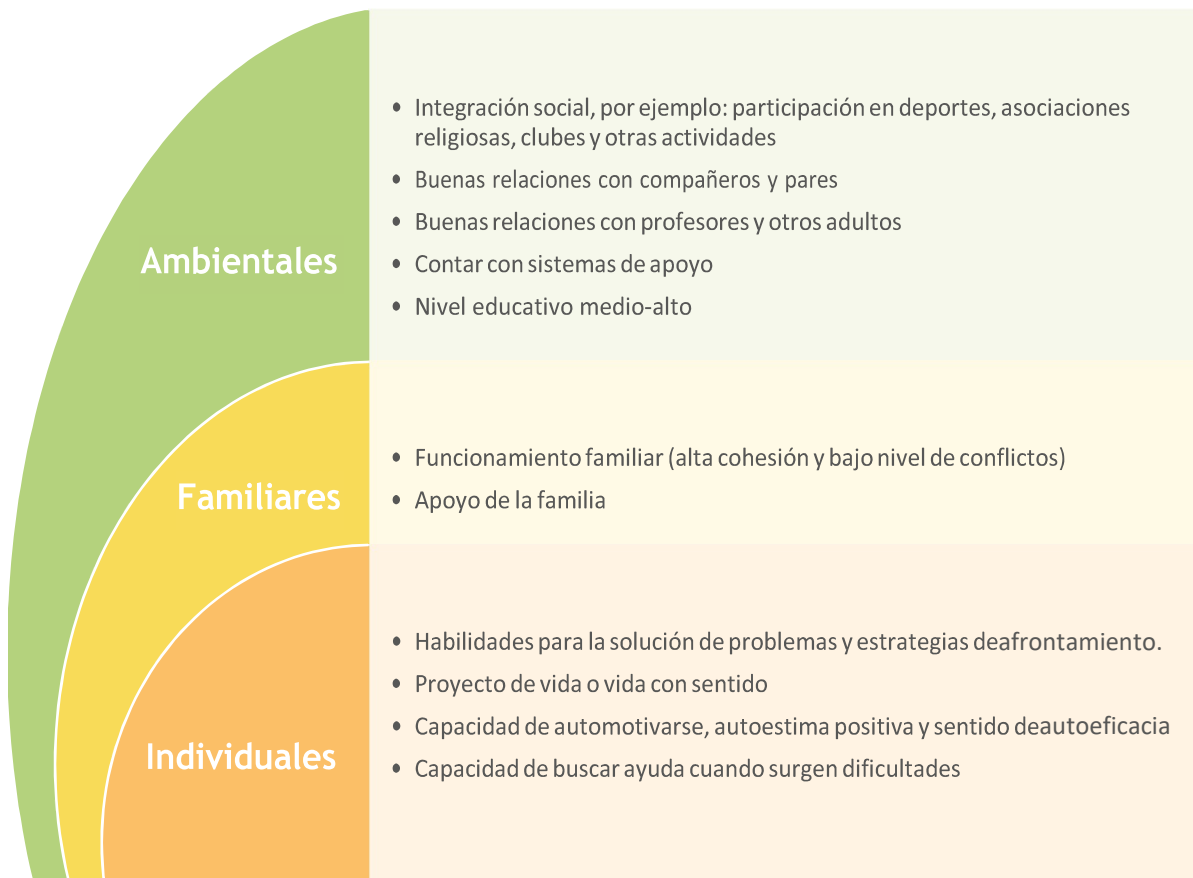 Ambientales
• Integración social, por ejemplo: participación en deportes, asociaciones
religiosas, clubes y otras actividades
• Buenas relaciones con compañeros y pares
• Buenas relaciones con profesores y otros adultos
• Contar con sistemas de apoyo
• Nivel educativo medio-alto
Familiares
• Funcionamiento familiar (alta cohesión y bajo nivel de conflictos)
• Apoyo de la familia
Individuales
• Habilidades para la solución de problemas y estrategias deafrontamiento.
• Proyecto de vida o vida con sentido
• Capacidad de automotivarse, autoestima positiva y sentido deautoeficacia
• Capacidad de buscar ayuda cuando surgen dificultades